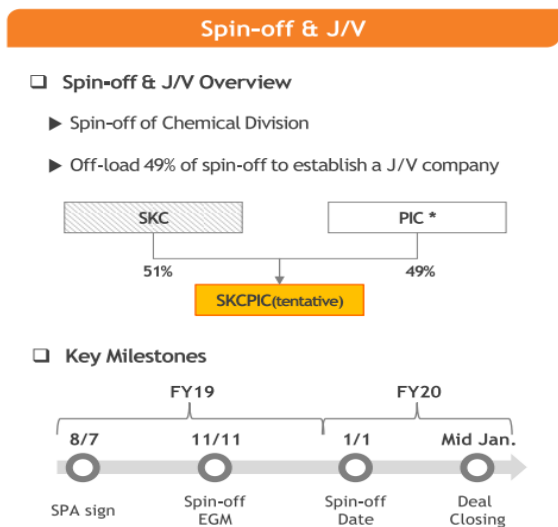 Spin-off & J/V
❑ Spin-off & J/V Overview
▶ Spin-off of Chemical Division
▶ Off-load 49% of spin-off to establish a J/V company
SKC
PIC *
51%
49%
SKCPIC(tentative)
❑ Key Milestones
FY19
FY20
8/7
11/11
1/1
Mid Jan.
SPA sign
Spin-off
EGM
Spin-off
Date
Deal
Closing